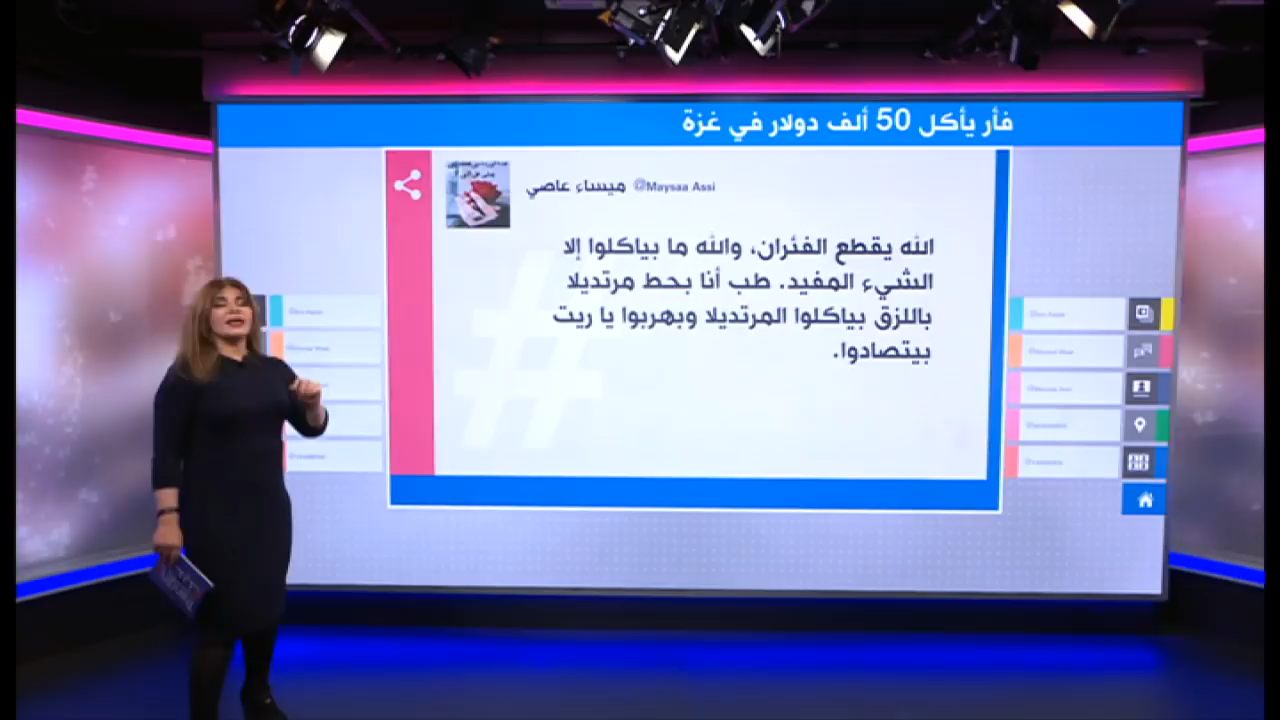 فأر يأكل 50 ألف دولار في غزة
ميساء عاصي @Maysaa Assi
الله يقطع الفئران، والله ما بياكلوا إلا
الشيء المفيد. طب أنا بحط مرتديلا
باللزق بياكلوا المرتديلا وبهربوا يا ريت
بيتصادوا.